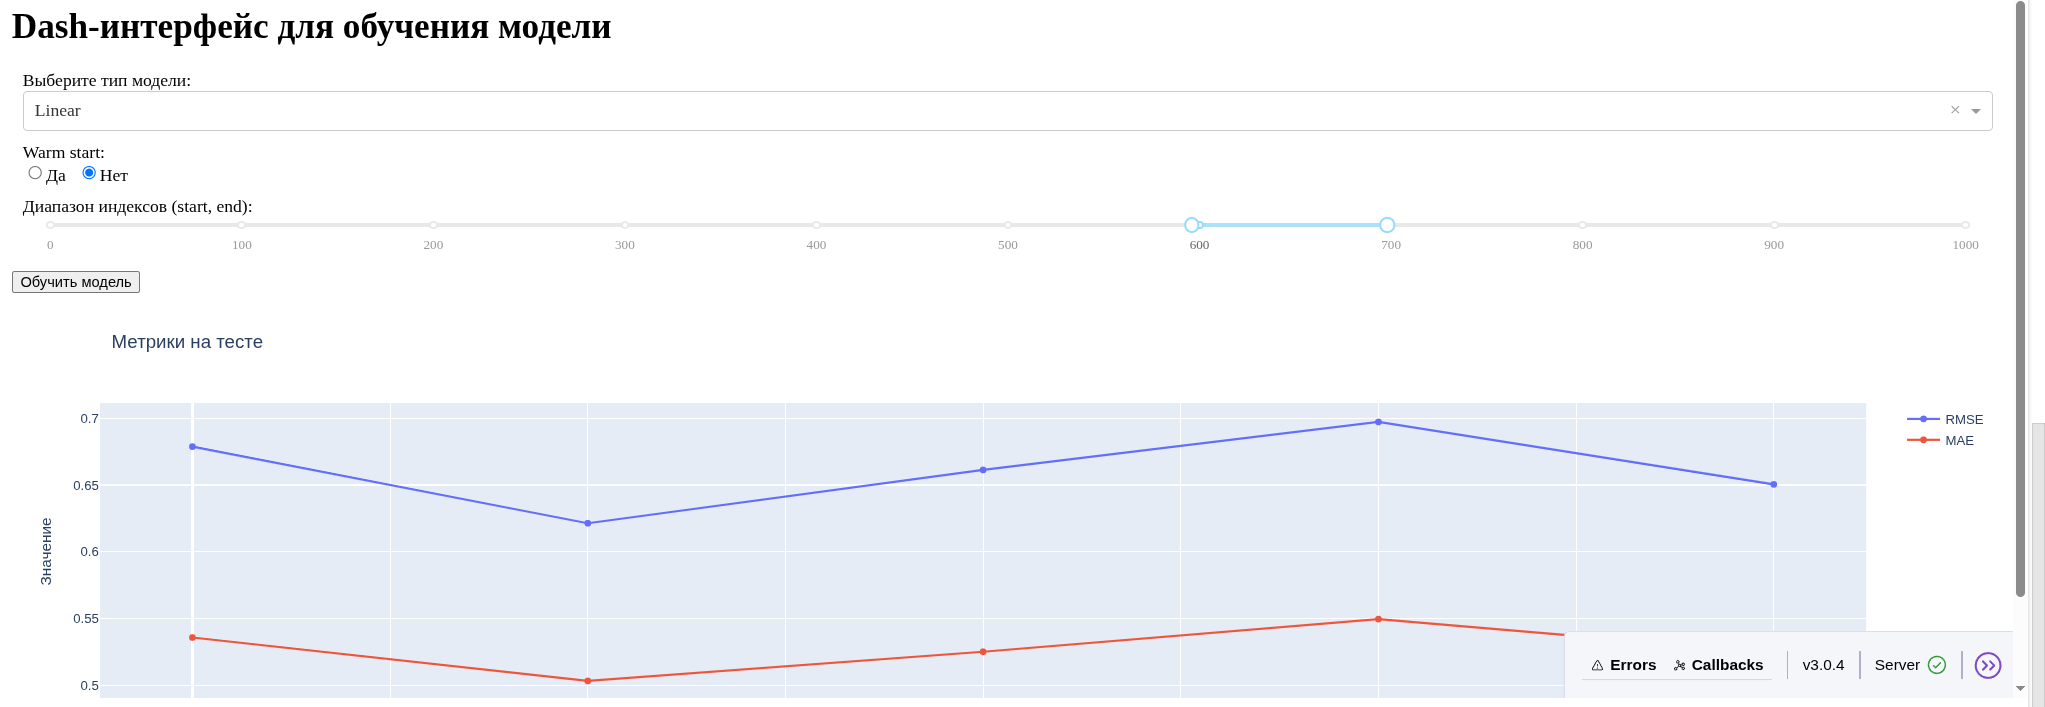 Dash-интерфейс для обучения модели
Выберите тип модели:
Linear ×
Warm start:
Да Нет
Диапазон индексов (start, end):
0 100 200 300 400 500 600 700 800 900 1000
Обучить модель
Метрики на тесте
0.7
0.65
0.6
0.55
0.5
Значение
RMSE
MAE
Errors Callbacks v3.0.4 Server